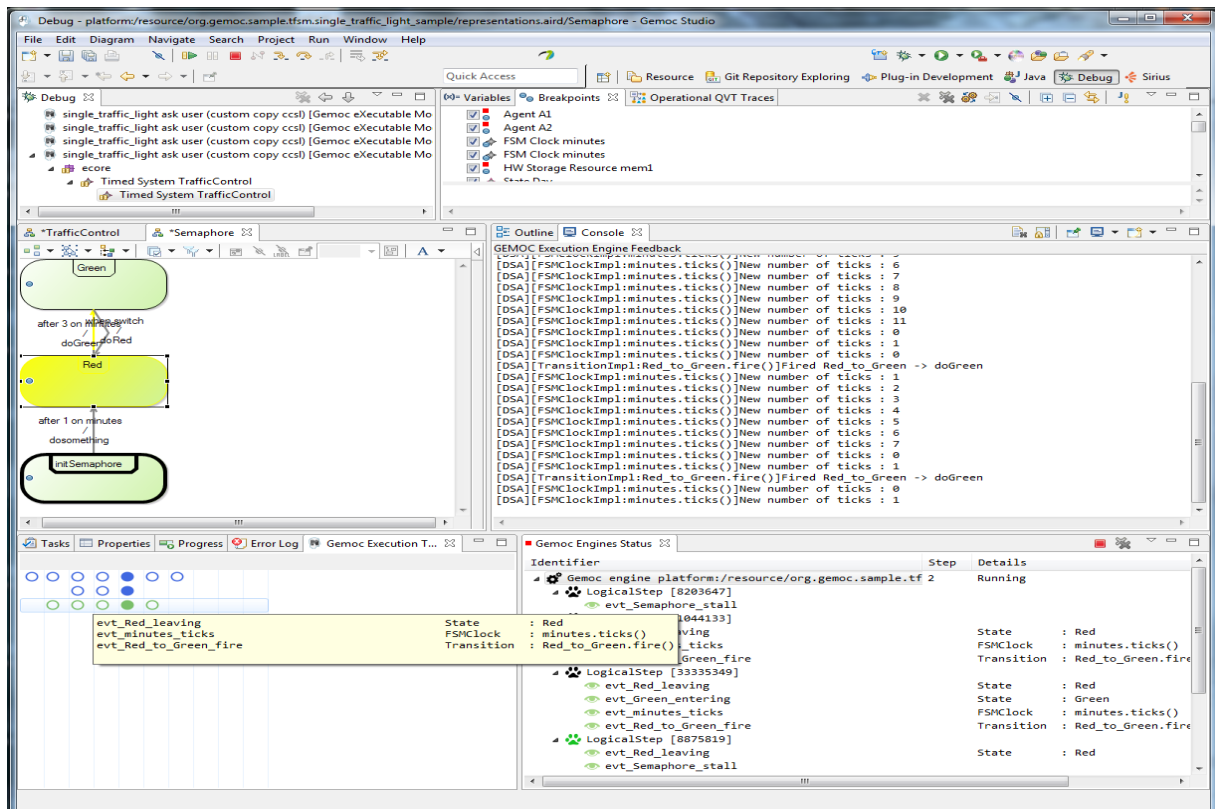 Debug - platform:/resource/org.gemoc.sample.tfsm.single_traffic_light_sample/representations.aird/Semaphore - Gemoc Studio
File Edit Diagram Navigate Search Project Run Window Help
Quick Access Resource Git Repository Exploring Plug-in Development Java Debug Sirius
Debug
single_traffic_light ask user (custom copy ccsl) [Gemoc eXecutable Mo
single_traffic_light ask user (custom copy ccsl) [Gemoc eXecutable Mo
single_traffic_light ask user (custom copy ccsl) [Gemoc eXecutable Mo
single_traffic_light ask user (custom copy ccsl) [Gemoc eXecutable Mo
ecore
Timed System TrafficControl
Timed System TrafficControl
(x)= Variables Breakpoints Operational QVT Traces
Agent A1
Agent A2
FSM Clock minutes
FSM Clock minutes
HW Storage Resource mem1
State Day
*TrafficControl *Semaphore
Green
after 3 on minutes
/
doGreen
when switch
/
doRed
Red
after 1 on minutes
/
dosomething
initSemaphore
Outline Console
GEMOC Execution Engine Feedback
[DSA][FSMClockImpl:minutes.ticks()]New number of ticks : 5
[DSA][FSMClockImpl:minutes.ticks()]New number of ticks : 6
[DSA][FSMClockImpl:minutes.ticks()]New number of ticks : 7
[DSA][FSMClockImpl:minutes.ticks()]New number of ticks : 8
[DSA][FSMClockImpl:minutes.ticks()]New number of ticks : 9
[DSA][FSMClockImpl:minutes.ticks()]New number of ticks : 10
[DSA][FSMClockImpl:minutes.ticks()]New number of ticks : 11
[DSA][FSMClockImpl:minutes.ticks()]New number of ticks : 0
[DSA][FSMClockImpl:minutes.ticks()]New number of ticks : 1
[DSA][FSMClockImpl:minutes.ticks()]New number of ticks : 0
[DSA][TransitionImpl:Red_to_Green.fire()]Fired Red_to_Green -> doGreen
[DSA][FSMClockImpl:minutes.ticks()]New number of ticks : 1
[DSA][FSMClockImpl:minutes.ticks()]New number of ticks : 2
[DSA][FSMClockImpl:minutes.ticks()]New number of ticks : 3
[DSA][FSMClockImpl:minutes.ticks()]New number of ticks : 4
[DSA][FSMClockImpl:minutes.ticks()]New number of ticks : 5
[DSA][FSMClockImpl:minutes.ticks()]New number of ticks : 6
[DSA][FSMClockImpl:minutes.ticks()]New number of ticks : 7
[DSA][FSMClockImpl:minutes.ticks()]New number of ticks : 0
[DSA][FSMClockImpl:minutes.ticks()]New number of ticks : 1
[DSA][TransitionImpl:Red_to_Green.fire()]Fired Red_to_Green -> doGreen
[DSA][FSMClockImpl:minutes.ticks()]New number of ticks : 0
[DSA][FSMClockImpl:minutes.ticks()]New number of ticks : 1
Tasks Properties Progress Error Log Gemoc Execution T...
evt_Red_leaving State : Red
evt_minutes_ticks FSMClock : minutes.ticks()
evt_Red_to_Green_fire Transition : Red_to_Green.fire()
Gemoc Engines Status
Identifier Step Details
Gemoc engine platform:/resource/org.gemoc.sample.tf 2 Running
LogicalStep [8203647]
evt_Semaphore_stall
1044133]
ving State : Red
_ticks FSMClock : minutes.ticks()
Green_fire Transition : Red_to_Green.fire
LogicalStep [33335349]
evt_Red_leaving State : Red
evt_Green_entering State : Green
evt_minutes_ticks FSMClock : minutes.ticks()
evt_Red_to_Green_fire Transition : Red_to_Green.fire
LogicalStep [8875819]
evt_Red_leaving State : Red
evt_Semaphore_stall